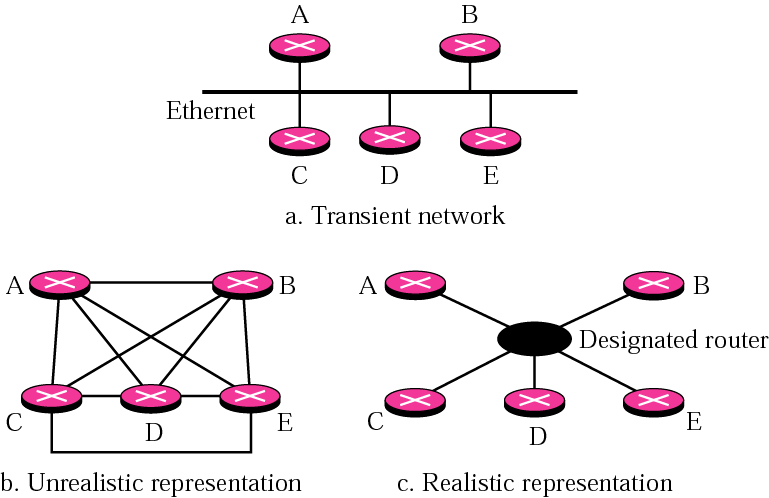 A B
Ethernet
C D E
a. Transient network
A B
C D E
b. Unrealistic representation
A B
Designated router
C D E
c. Realistic representation